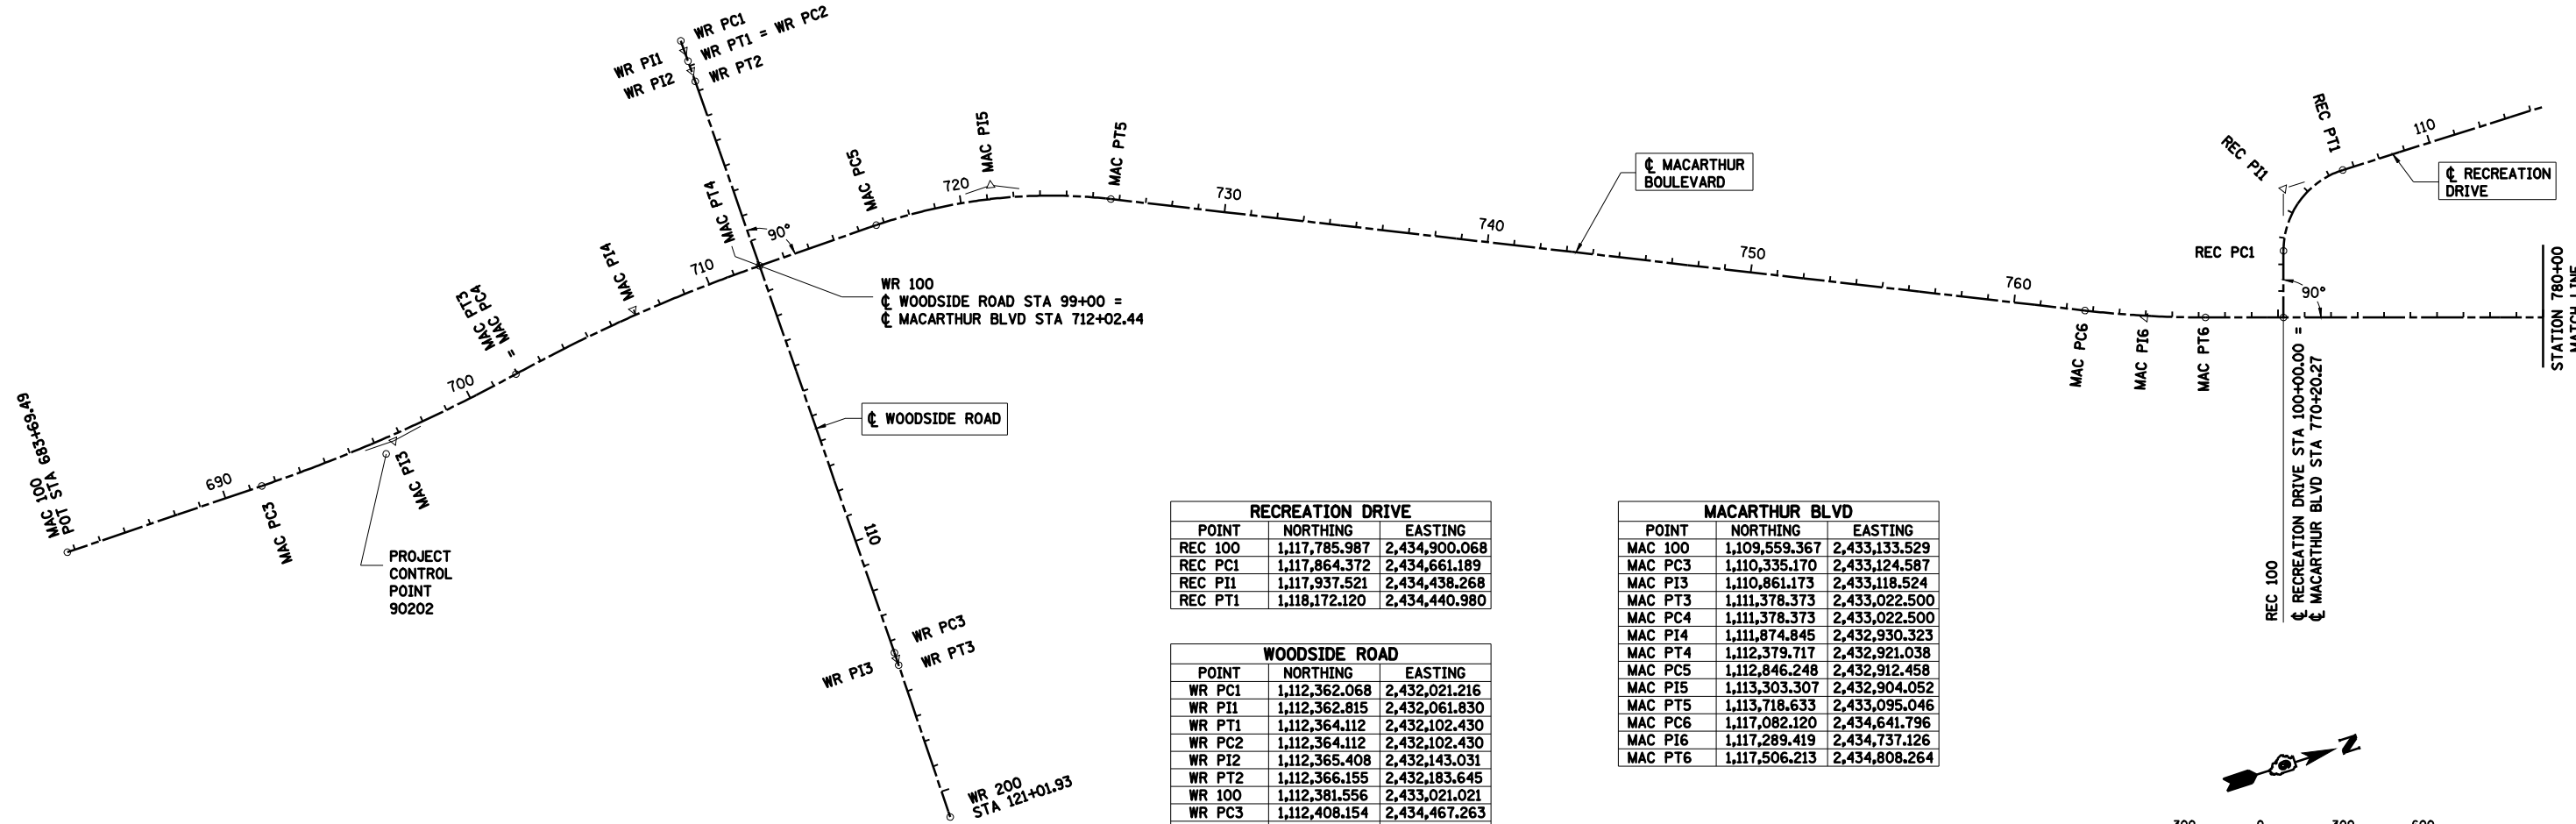 WR PC1
WR PT1 = WR PC2
WR PI1
WR PI2
WR PT2
MAC PT4
90°
MAC PC5
720
MAC PI5
MAC PT5
730
740
750
760
℄ MACARTHUR
BOULEVARD
REC PI1
REC PT1
110
℄ RECREATION
DRIVE
REC PC1
90°
STATION 780+00
MATCH LINE
MAC PC6
MAC PI6
MAC PT6
REC 100
℄ RECREATION DRIVE STA 100+00.00 =
℄ MACARTHUR BLVD STA 770+20.27
WR 100
℄ WOODSIDE ROAD STA 99+00 =
℄ MACARTHUR BLVD STA 712+02.44
710
MAC PI4
MAC PT3
= MAC PC4
700
℄ WOODSIDE ROAD
MAC 100
POT STA 683+69.49
690
MAC PC3
MAC PI3
PROJECT
CONTROL
POINT
90202
110
WR PC3
WR PT3
WR PI3
WR 200
STA 121+01.93
RECREATION DRIVE
POINT NORTHING EASTING
REC 100 1,117,785.987 2,434,900.068
REC PC1 1,117,864.372 2,434,661.189
REC PI1 1,117,937.521 2,434,438.268
REC PT1 1,118,172.120 2,434,440.980
WOODSIDE ROAD
POINT NORTHING EASTING
WR PC1 1,112,362.068 2,432,021.216
WR PI1 1,112,362.815 2,432,061.830
WR PT1 1,112,364.112 2,432,102.430
WR PC2 1,112,364.112 2,432,102.430
WR PI2 1,112,365.408 2,432,143.031
WR PT2 1,112,366.155 2,432,183.645
WR 100 1,112,381.556 2,433,021.021
WR PC3 1,112,408.154 2,434,467.263
MACARTHUR BLVD
POINT NORTHING EASTING
MAC 100 1,109,559.367 2,433,133.529
MAC PC3 1,110,335.170 2,433,124.587
MAC PI3 1,110,861.173 2,433,118.524
MAC PT3 1,111,378.373 2,433,022.500
MAC PC4 1,111,378.373 2,433,022.500
MAC PI4 1,111,874.845 2,432,930.323
MAC PT4 1,112,379.717 2,432,921.038
MAC PC5 1,112,846.248 2,432,912.458
MAC PI5 1,113,303.307 2,432,904.052
MAC PT5 1,113,718.633 2,433,095.046
MAC PC6 1,117,082.120 2,434,641.796
MAC PI6 1,117,289.419 2,434,737.126
MAC PT6 1,117,506.213 2,434,808.264
N
300 0 300 600